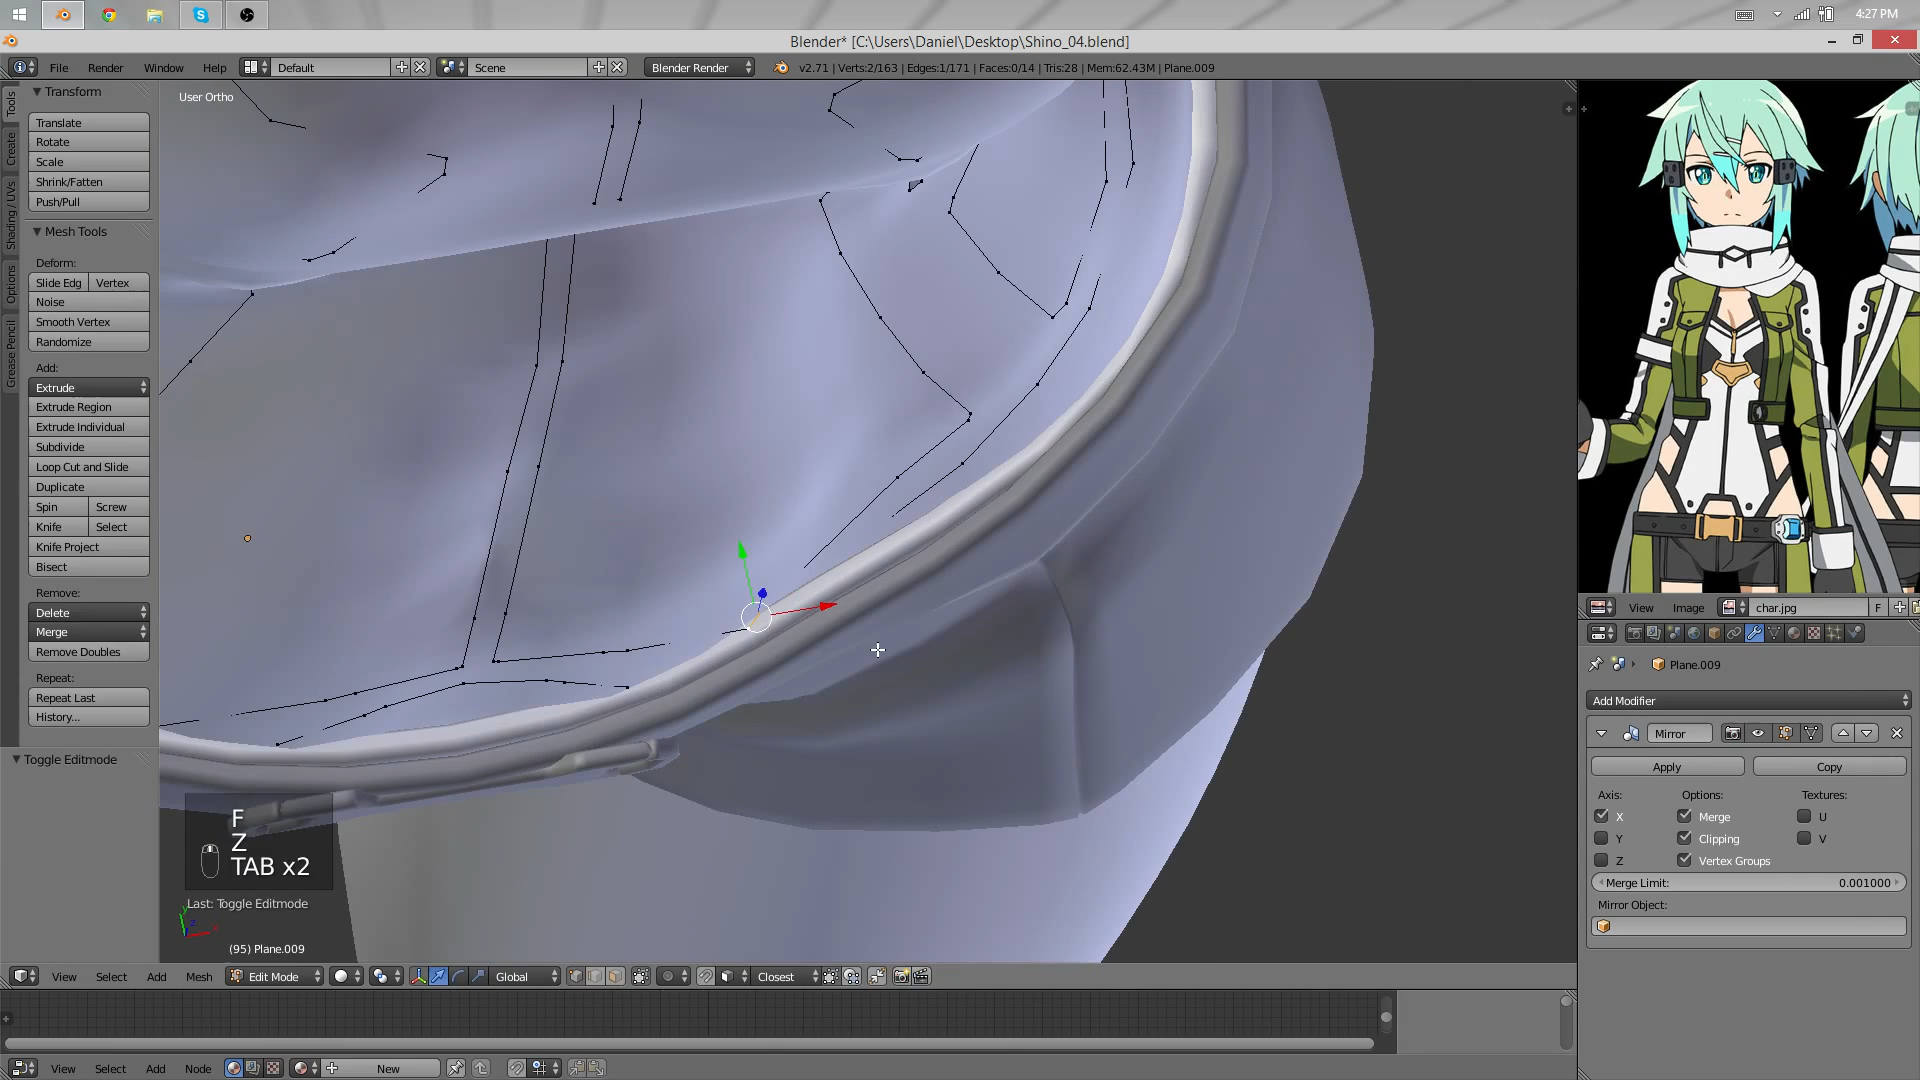 4:27 PM
Blender* [C:\Users\Daniel\Desktop\Shino_04.blend]
File Render Window Help Default Scene Blender Render v2.71 | Verts:2/163 | Edges:1/171 | Faces:0/14 | Tris:28 | Mem:62.43M | Plane.009
Tools
Create
Shading / UVs
Options
Grease Pencil
Transform
Translate
Rotate
Scale
Shrink/Fatten
Push/Pull
Mesh Tools
Deform:
Slide Edg Vertex
Noise
Smooth Vertex
Randomize
Add:
Extrude
Extrude Region
Extrude Individual
Subdivide
Loop Cut and Slide
Duplicate
Spin Screw
Knife Select
Knife Project
Bisect
Remove:
Delete
Merge
Remove Doubles
Repeat:
Repeat Last
History...
Toggle Editmode
User Ortho
F
Z
TAB x2
Last: Toggle Editmode
(95) Plane.009
View Select Add Mesh Edit Mode Global Closest
View Select Add Node New
View Image char.jpg F
Plane.009
Add Modifier
Mirror
Apply Copy
Axis: Options: Textures:
X Merge U
Y Clipping V
Z Vertex Groups
Merge Limit: 0.001000
Mirror Object: